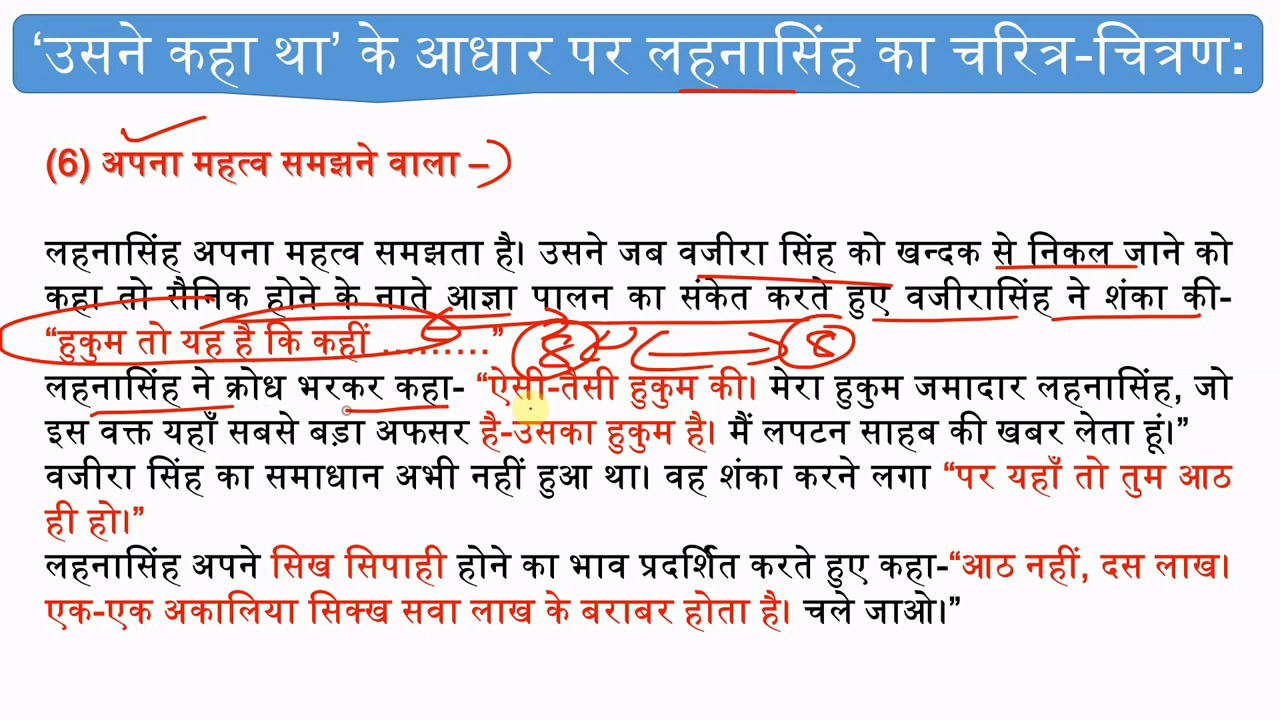 ‘उसने कहा था’ के आधार पर लहनासिंह का चरित्र-चित्रण:
(6) अपना महत्व समझने वाला –
लहनासिंह अपना महत्व समझता है। उसने जब वजीरा सिंह को खन्दक से निकल जाने को
कहा तो सैनिक होने के नाते आज्ञा पालन का संकेत करते हुए वजीरासिंह ने शंका की-
“हुकुम तो यह है कि कहीं .........”
लहनासिंह ने क्रोध भरकर कहा- “ऐसी-तैसी हुकुम की। मेरा हुकुम जमादार लहनासिंह, जो
इस वक्त यहाँ सबसे बड़ा अफसर है-उसका हुकुम है। मैं लपटन साहब की खबर लेता हूं।”
वजीरा सिंह का समाधान अभी नहीं हुआ था। वह शंका करने लगा “पर यहाँ तो तुम आठ
ही हो।”
लहनासिंह अपने सिख सिपाही होने का भाव प्रदर्शित करते हुए कहा-“आठ नहीं, दस लाख।
एक-एक अकालिया सिक्ख सवा लाख के बराबर होता है। चले जाओ।”